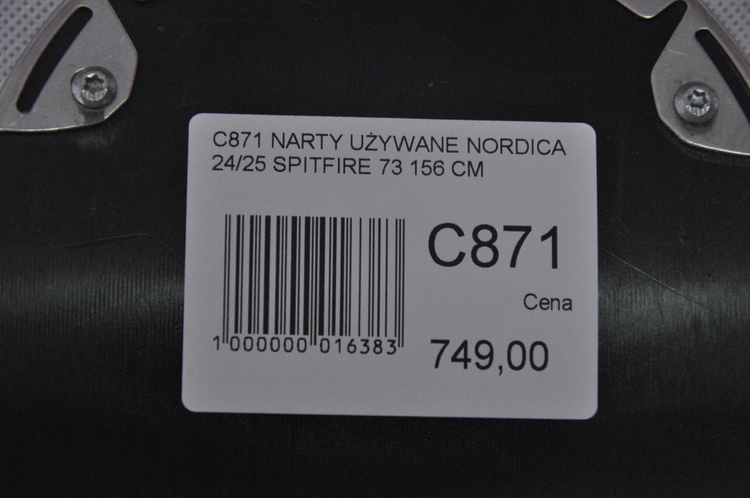 C871 NARTY UŻYWANE NORDICA
24/25 SPITFIRE 73 156 CM
C871
Cena
1 000000 016383
749,00